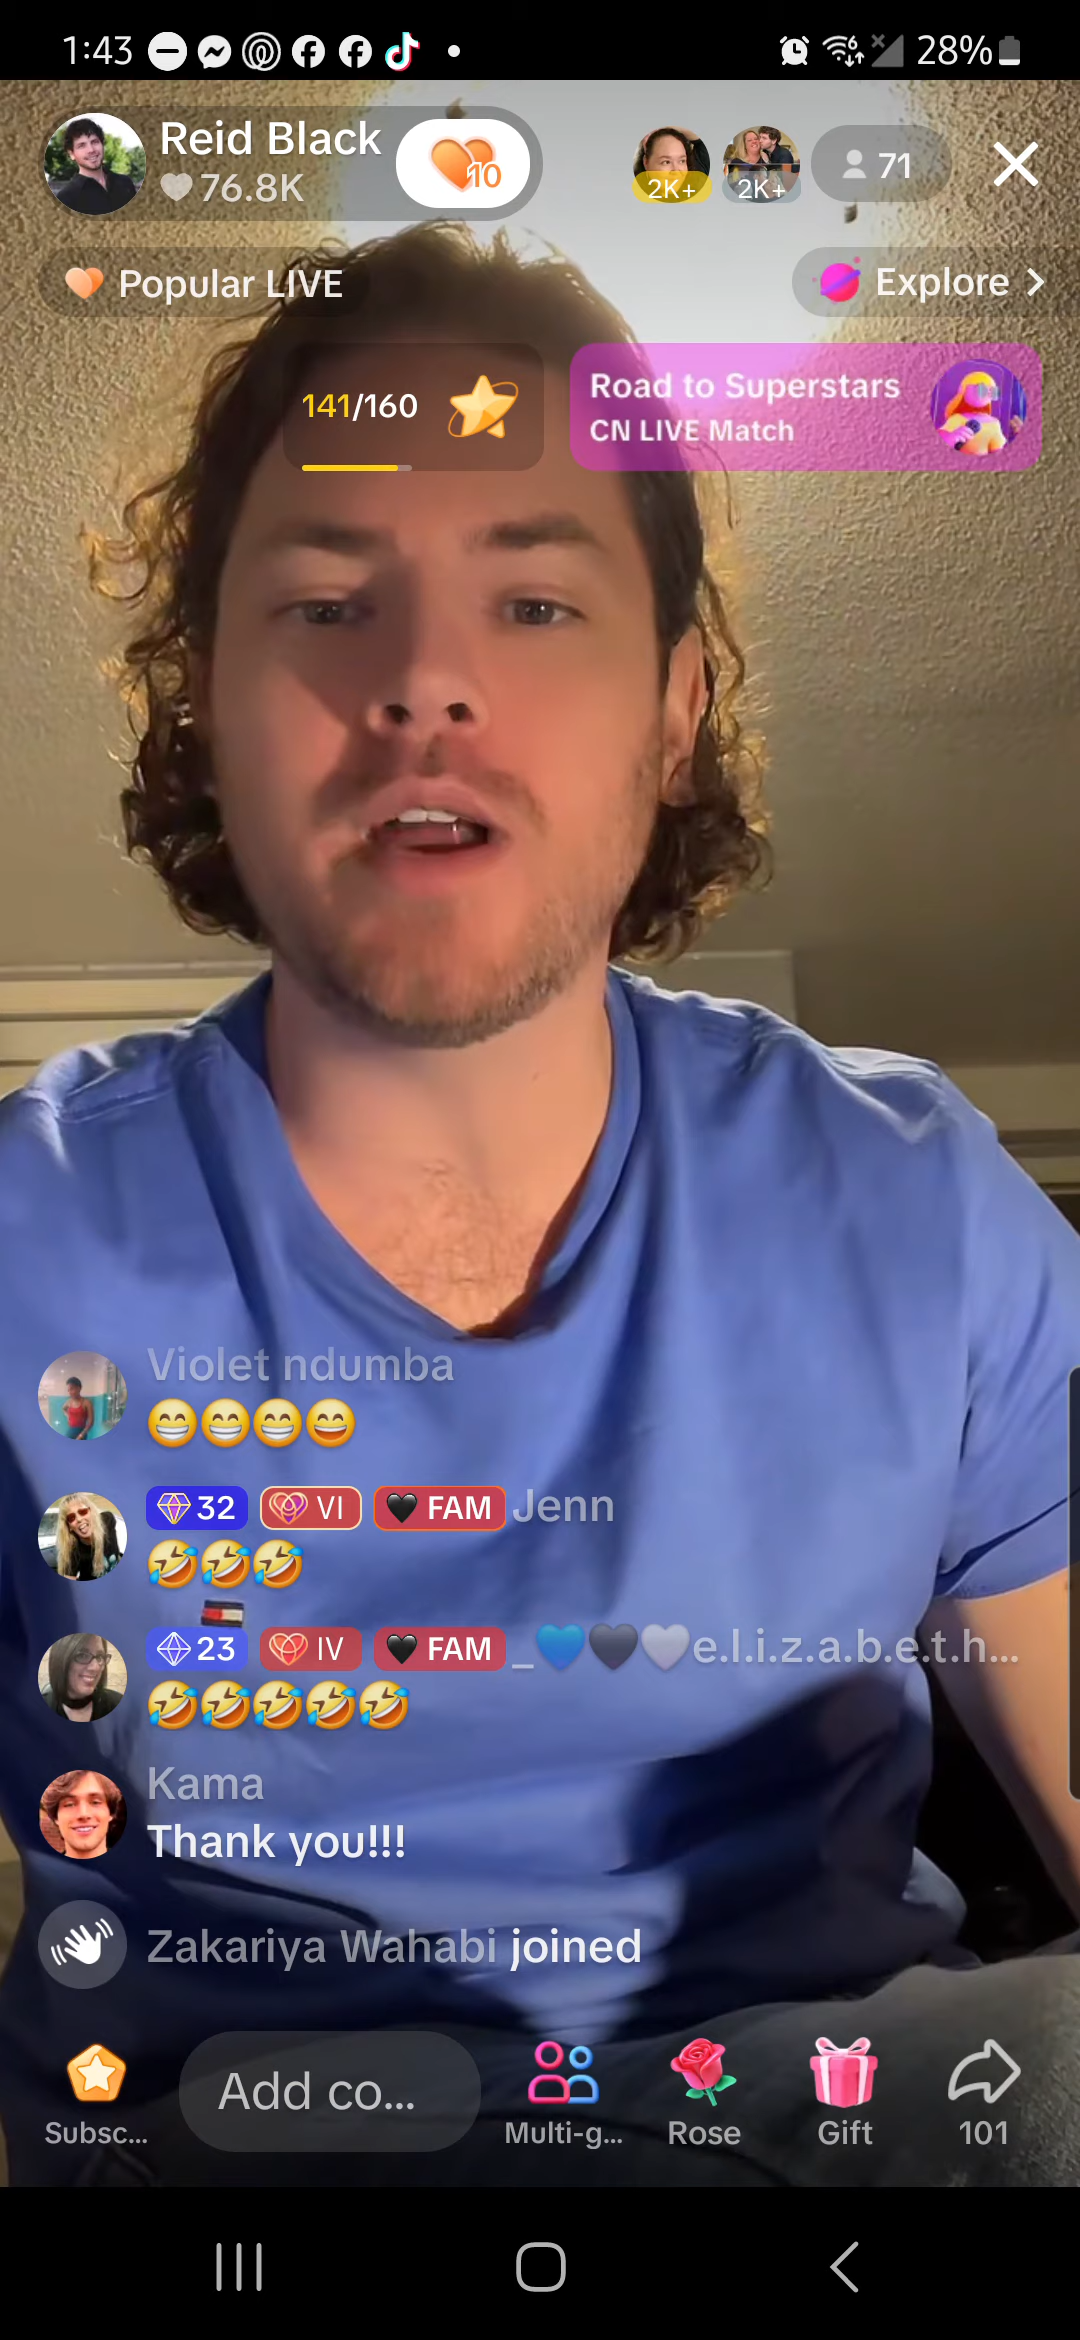 1:43
28%
Reid Black
76.8K
10
2K+
2K+
71
Popular LIVE
Explore
141/160
Road to Superstars
CN LIVE Match
Violet ndumba
😁😁😁😄
32 VI 🖤 FAM Jenn
🤣🤣🤣
23 IV 🖤 FAM _💙🖤🤍e.l.i.z.a.b.e.t.h...
🤣🤣🤣🤣🤣
Kama
Thank you!!!
Zakariya Wahabi joined
Add co...
Subsc...
Multi-g...
Rose
Gift
101